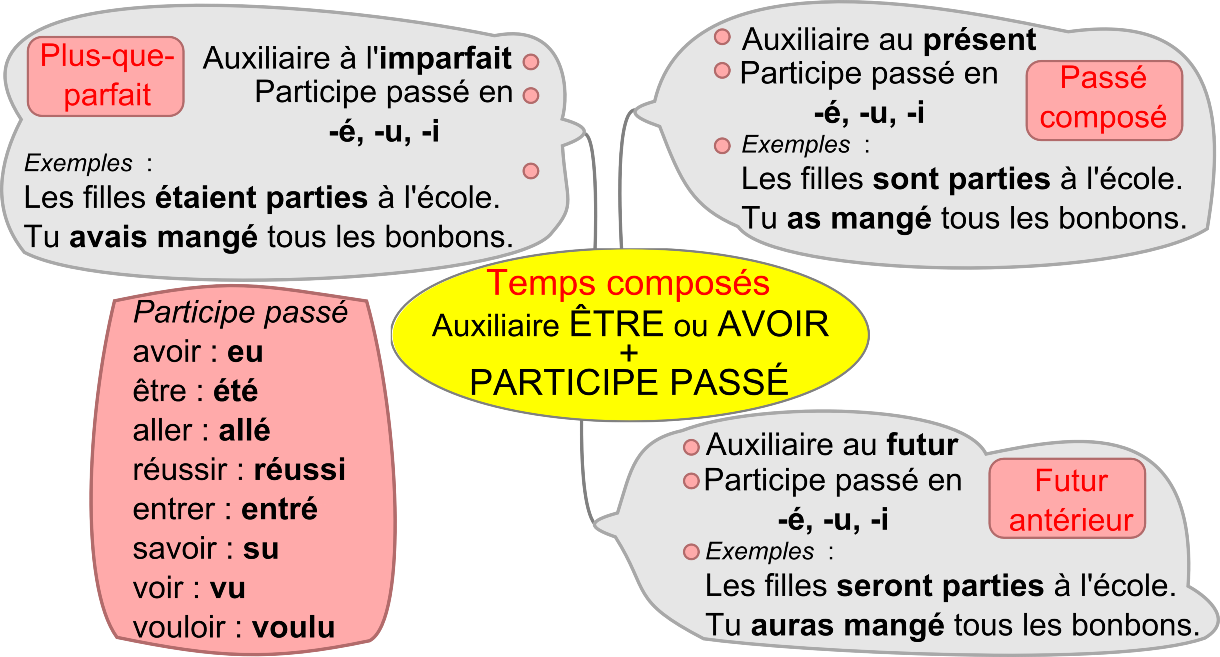 Plus-que-
parfait
Auxiliaire à l'imparfait
Participe passé en
-é, -u, -i
Exemples :
Les filles étaient parties à l'école.
Tu avais mangé tous les bonbons.
Auxiliaire au présent
Participe passé en
-é, -u, -i
Passé
composé
Exemples :
Les filles sont parties à l'école.
Tu as mangé tous les bonbons.
Temps composés
Auxiliaire ÊTRE ou AVOIR
+
PARTICIPE PASSÉ
Participe passé
avoir : eu
être : été
aller : allé
réussir : réussi
entrer : entré
savoir : su
voir : vu
vouloir : voulu
Auxiliaire au futur
Participe passé en
-é, -u, -i
Futur
antérieur
Exemples :
Les filles seront parties à l'école.
Tu auras mangé tous les bonbons.